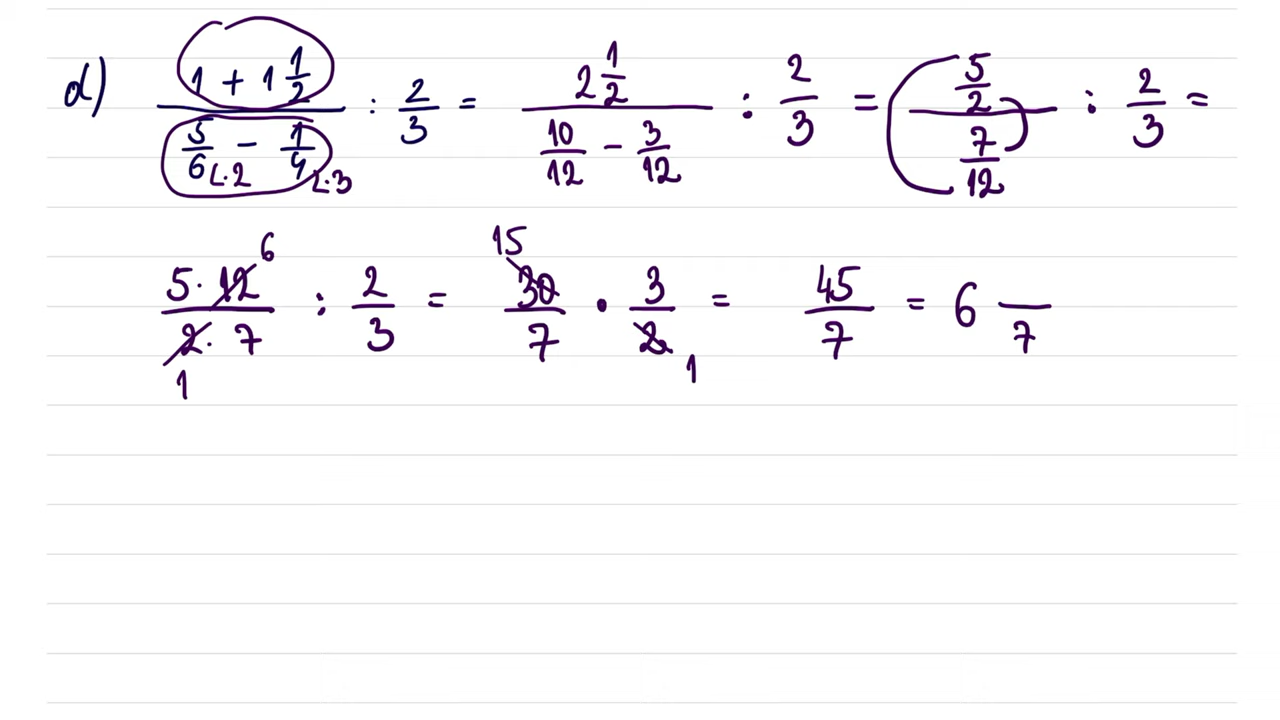 d) (1 + 1 1/2) / (5/6 L·2 − 1/4 L·3) : 2/3 = (2 1/2) / (10/12 − 3/12) : 2/3 = (5/2) / (7/12) : 2/3 =
(5 · 12 6) / (2 1 · 7) : 2/3 = 15 30/7 · 3/2 1 = 45/7 = 6 —/7